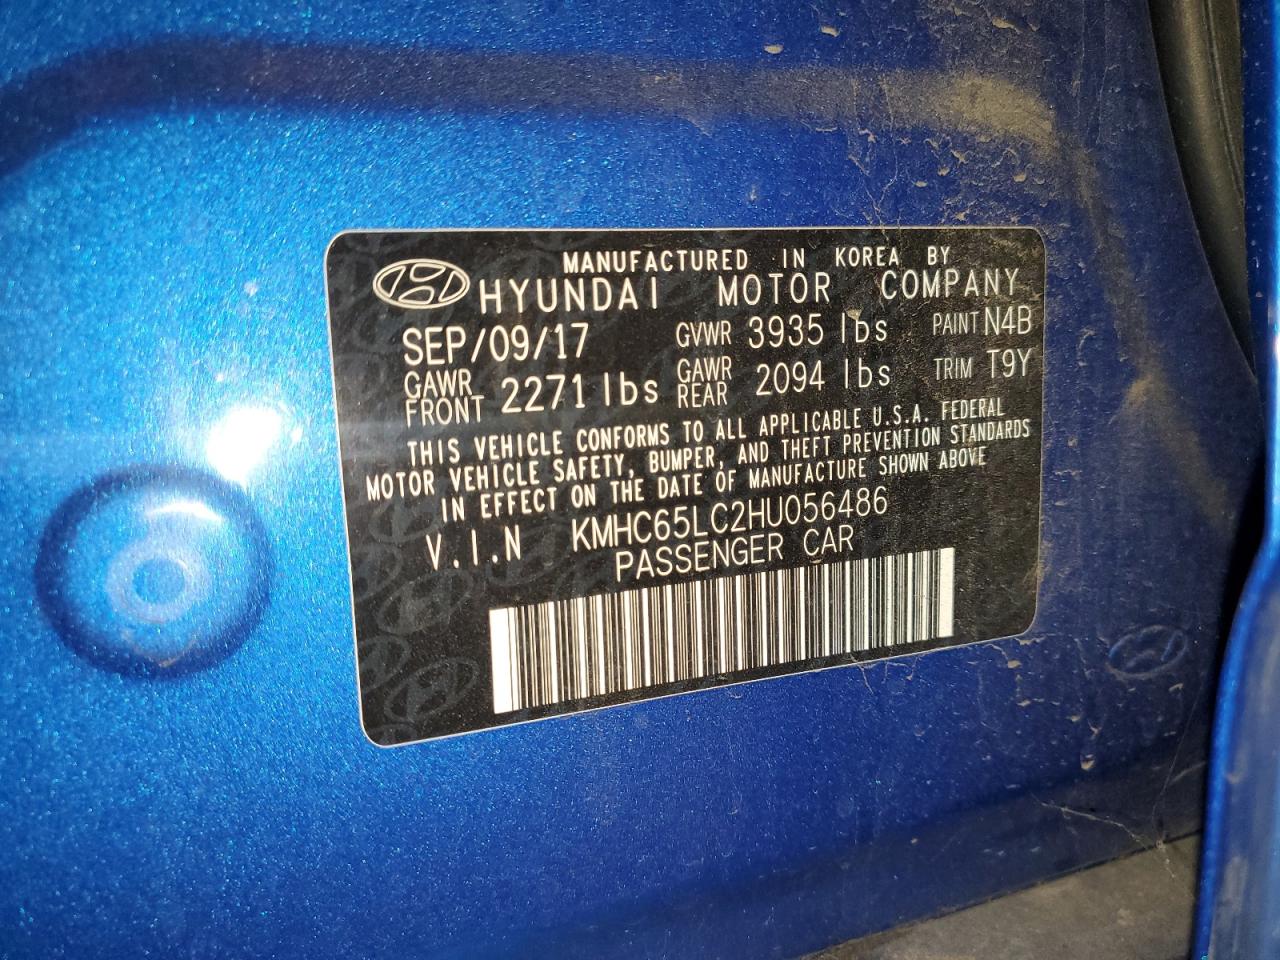 MANUFACTURED IN KOREA BY
HYUNDAI MOTOR COMPANY
SEP/09/17 GVWR 3935 lbs PAINT N4B
GAWR FRONT 2271 lbs GAWR REAR 2094 lbs TRIM T9Y
THIS VEHICLE CONFORMS TO ALL APPLICABLE U.S.A. FEDERAL
MOTOR VEHICLE SAFETY, BUMPER, AND THEFT PREVENTION STANDARDS
IN EFFECT ON THE DATE OF MANUFACTURE SHOWN ABOVE
V.I.N KMHC65LC2HU056486
PASSENGER CAR